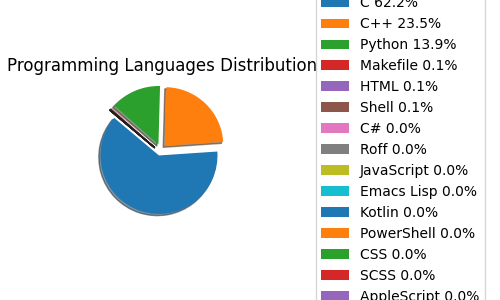 Programming Languages Distribution
C 62.2%
C++ 23.5%
Python 13.9%
Makefile 0.1%
HTML 0.1%
Shell 0.1%
C# 0.0%
Roff 0.0%
JavaScript 0.0%
Emacs Lisp 0.0%
Kotlin 0.0%
PowerShell 0.0%
CSS 0.0%
SCSS 0.0%
AppleScript 0.0%